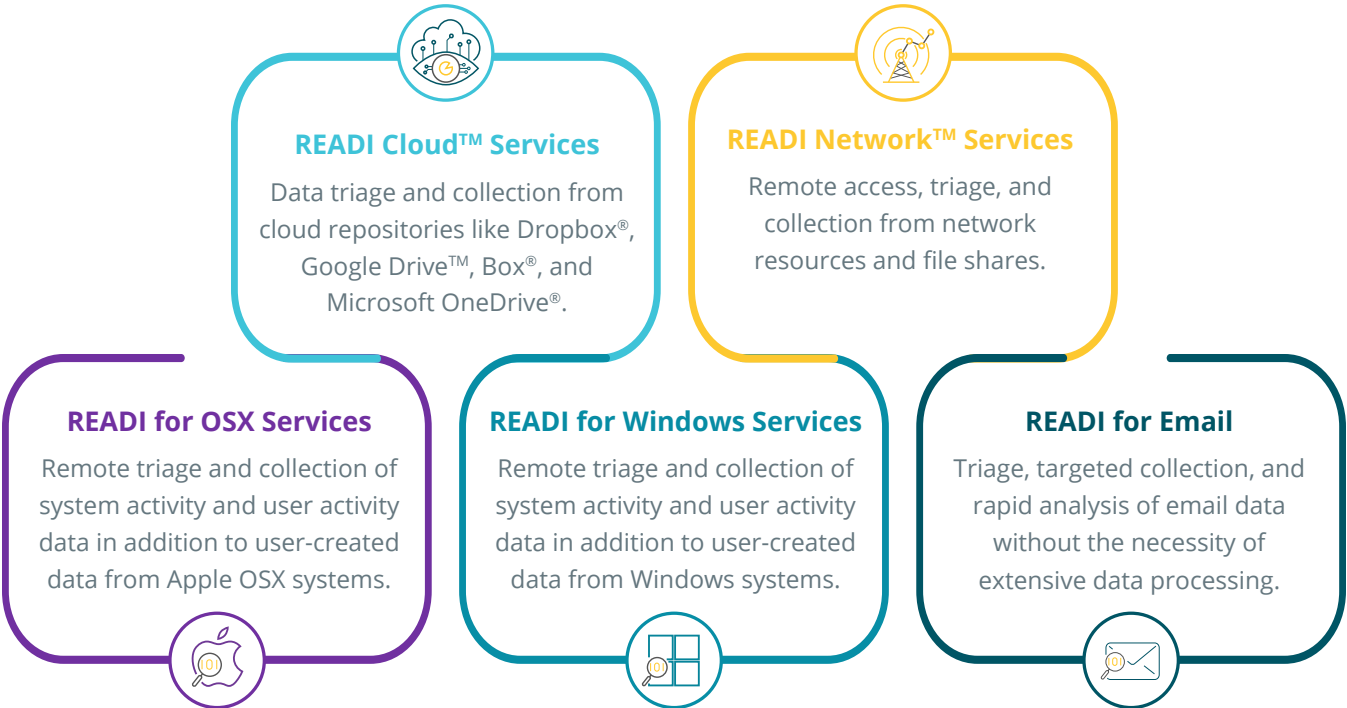 READI Cloud™ Services
Data triage and collection from
cloud repositories like Dropbox®,
Google Drive™, Box®, and
Microsoft OneDrive®.
READI Network™ Services
Remote access, triage, and
collection from network
resources and file shares.
READI for OSX Services
Remote triage and collection of
system activity and user activity
data in addition to user-created
data from Apple OSX systems.
101
READI for Windows Services
Remote triage and collection of
system activity and user activity
data in addition to user-created
data from Windows systems.
101
READI for Email
Triage, targeted collection, and
rapid analysis of email data
without the necessity of
extensive data processing.
101